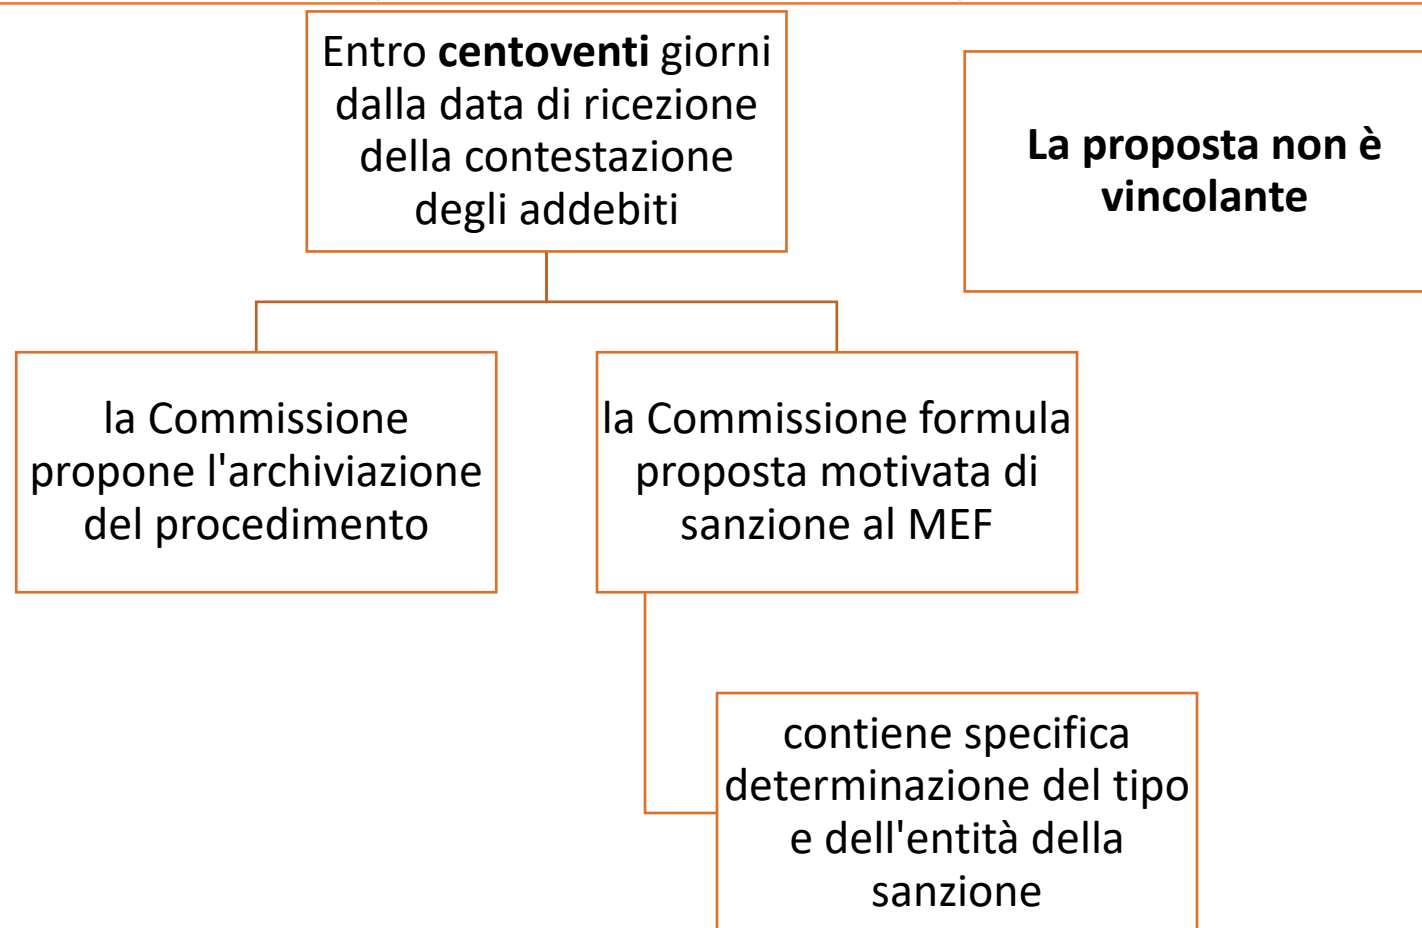 Entro centoventi giorni
dalla data di ricezione
della contestazione
degli addebiti
La proposta non è
vincolante
la Commissione
propone l'archiviazione
del procedimento
la Commissione formula
proposta motivata di
sanzione al MEF
contiene specifica
determinazione del tipo
e dell'entità della
sanzione